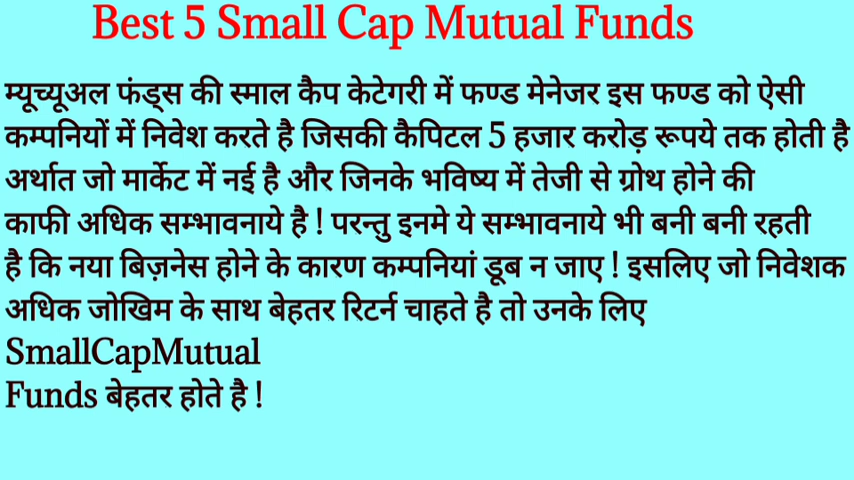 Best 5 Small Cap Mutual Funds
म्यूच्यूअल फंड्स की स्माल कैप केटेगरी में फण्ड मेनेजर इस फण्ड को ऐसी
कम्पनियों में निवेश करते है जिसकी कैपिटल 5 हजार करोड़ रूपये तक होती है
अर्थात जो मार्केट में नई है और जिनके भविष्य में तेजी से ग्रोथ होने की
काफी अधिक सम्भावनाये है ! परन्तु इनमे ये सम्भावनाये भी बनी बनी रहती
है कि नया बिज़नेस होने के कारण कम्पनियां डूब न जाए ! इसलिए जो निवेशक
अधिक जोखिम के साथ बेहतर रिटर्न चाहते है तो उनके लिए
SmallCapMutual
Funds बेहतर होते है !